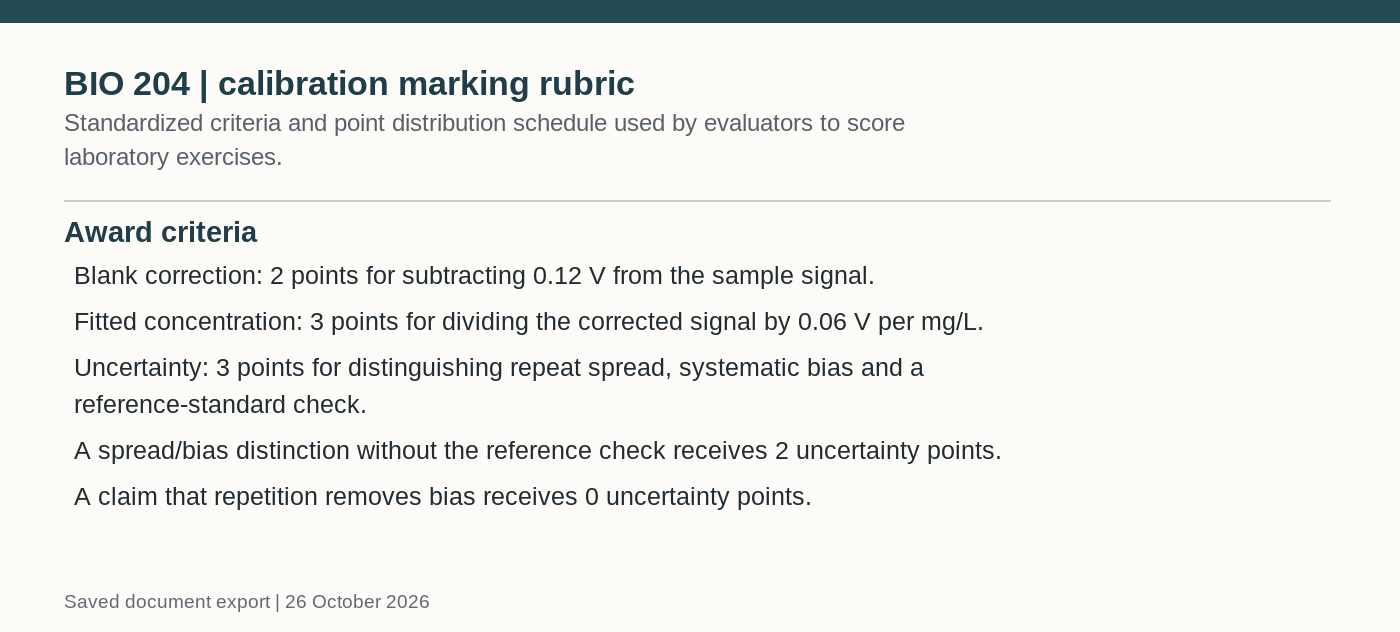 BIO 204 | calibration marking rubric
Standardized criteria and point distribution schedule used by evaluators to score
laboratory exercises.
Award criteria
Blank correction: 2 points for subtracting 0.12 V from the sample signal.
Fitted concentration: 3 points for dividing the corrected signal by 0.06 V per mg/L.
Uncertainty: 3 points for distinguishing repeat spread, systematic bias and a
reference-standard check.
A spread/bias distinction without the reference check receives 2 uncertainty points.
A claim that repetition removes bias receives 0 uncertainty points.
Saved document export | 26 October 2026